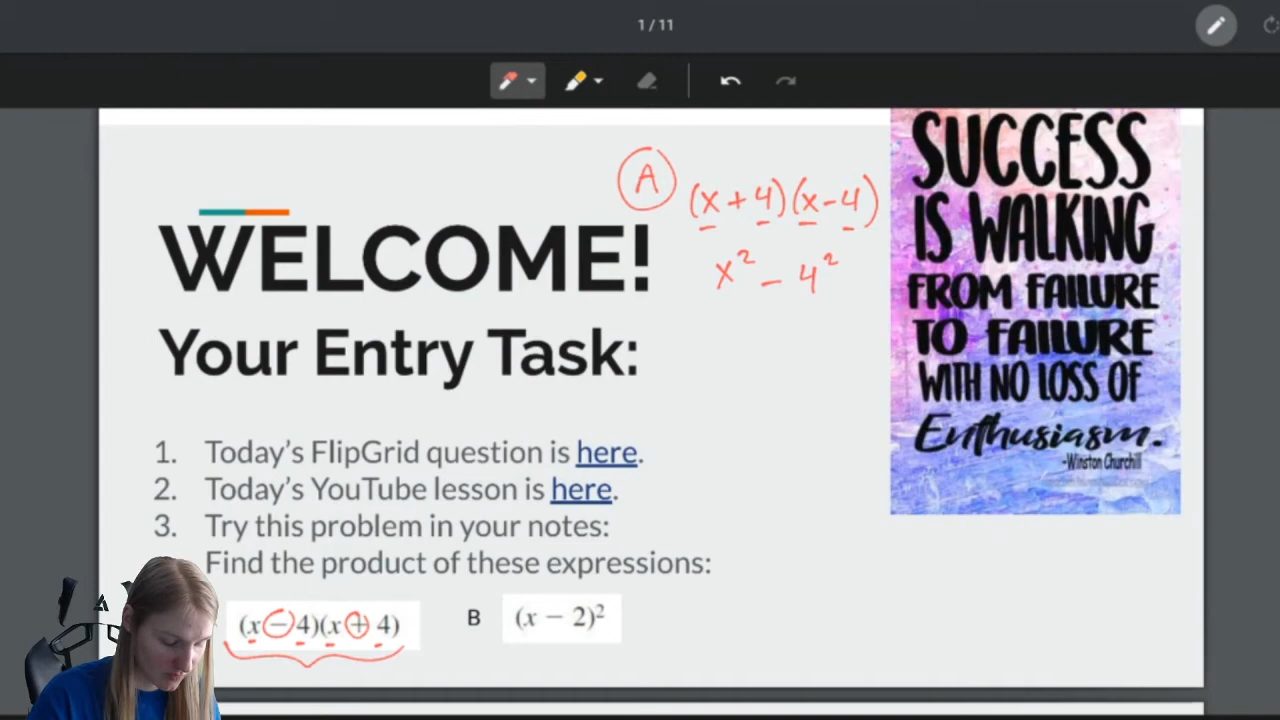 1 / 11
A (x + 4)(x - 4)
x² - 4²
WELCOME!
Your Entry Task:
1. Today's FlipGrid question is here.
2. Today's YouTube lesson is here.
3. Try this problem in your notes:
Find the product of these expressions:
A (x − 4)(x + 4)
B (x − 2)²
SUCCESS
IS WALKING
FROM FAILURE
TO FAILURE
WITH NO LOSS OF
Enthusiasm.
-Winston Churchill